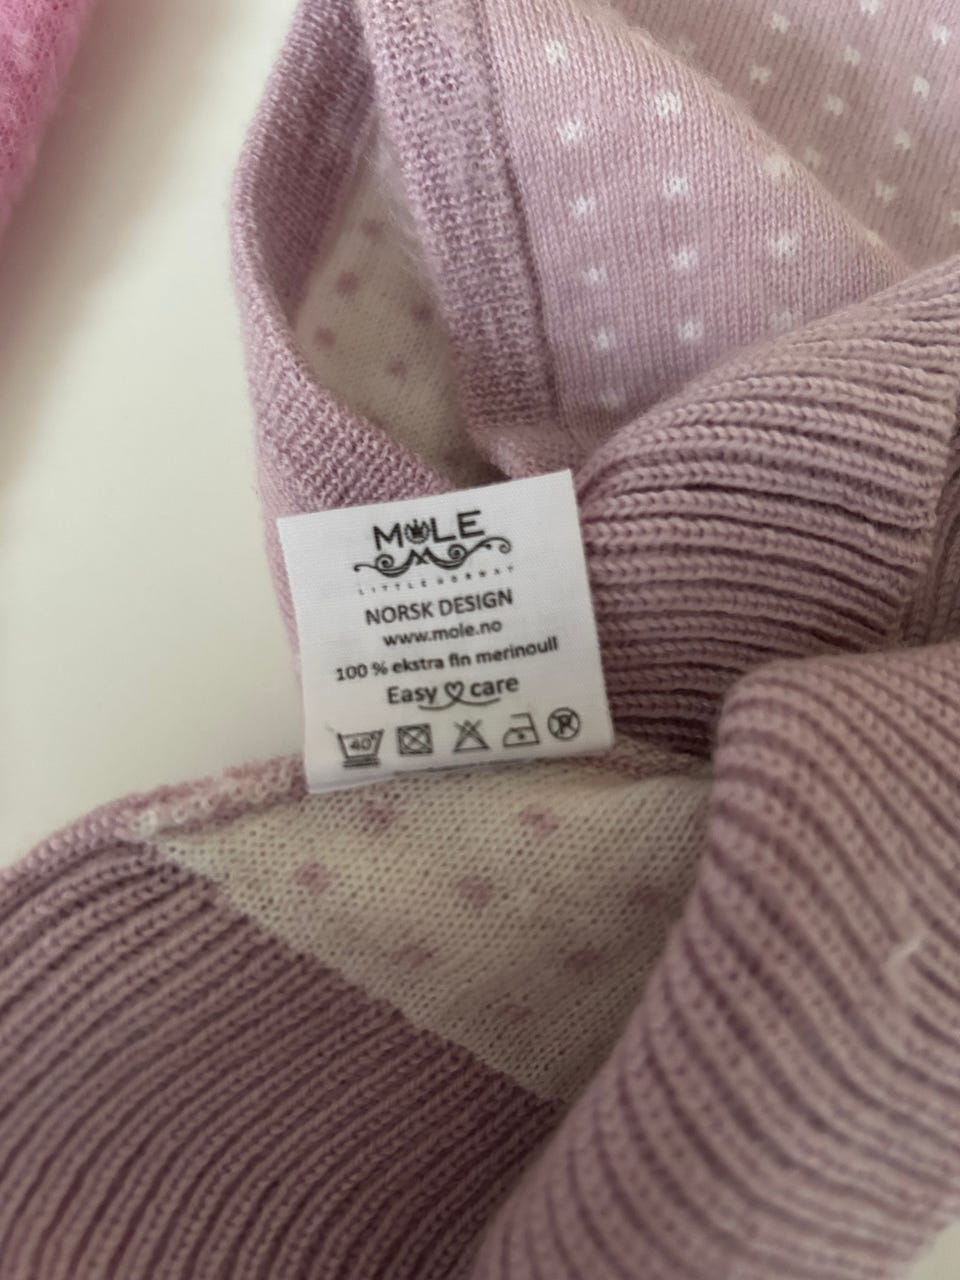 MOLE
LITTLE NORWAY
NORSK DESIGN
www.mole.no
100 % ekstra fin merinoull
Easy care
40°
P